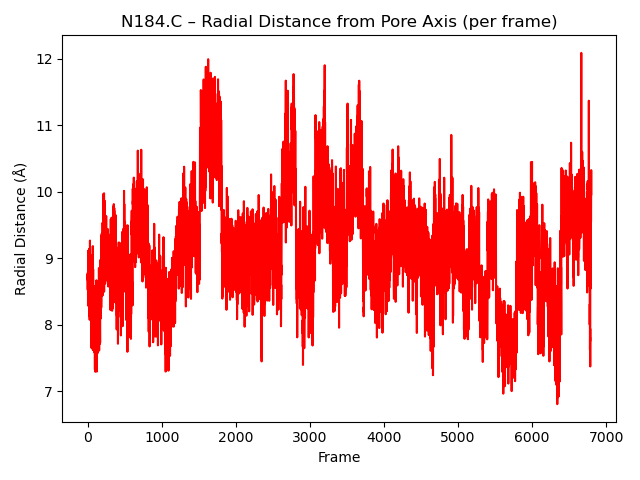 N184.C – Radial Distance from Pore Axis (per frame)
12
11
10
9
8
7
Radial Distance (Å)
0 1000 2000 3000 4000 5000 6000 7000
Frame